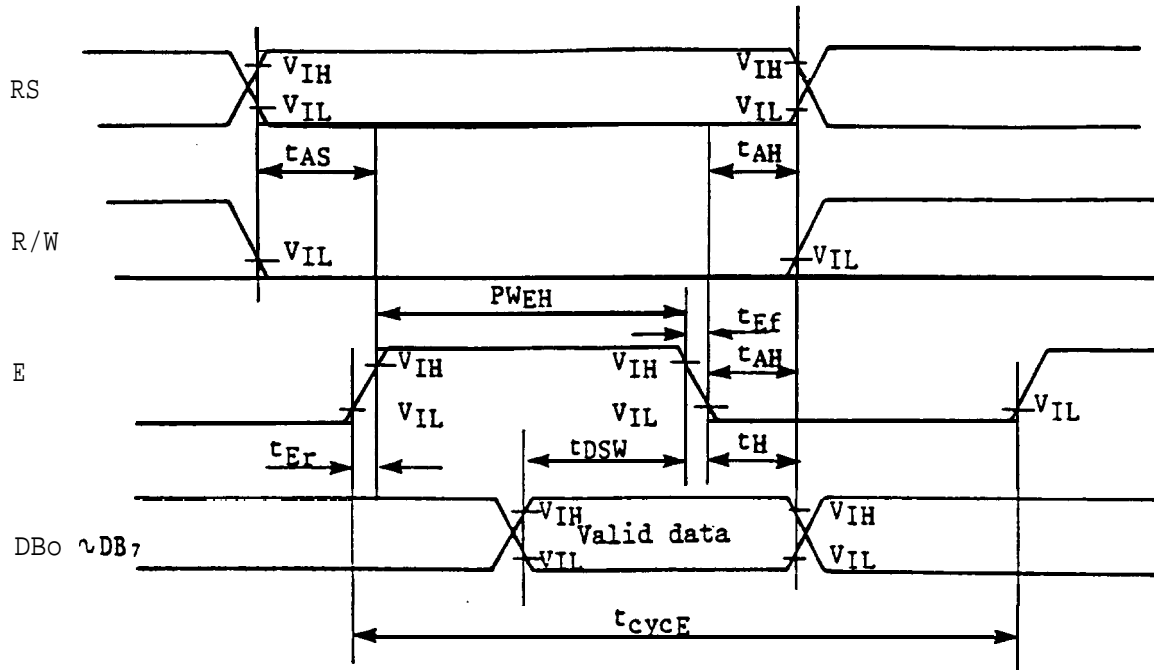 RS
VIH
VIH
VIL
VIL
tAS
tAH
R/W
VIL
VIL
PWEH
tEf
E
VIH
VIH
tAH
VIL
VIL
VIL
tEr
tDSW
tH
DBo ~DB7
VIH
Valid data
VIH
VIL
VIL
tcycE